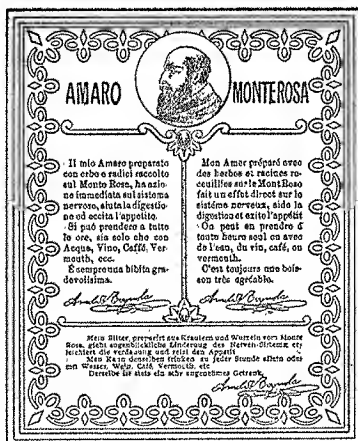 AMARO MONTEROSA
Il mio Amaro preparato
con erbe e radici raccolte
sul Monte Rosa, ha azio-
ne immediata sul sistema
nervoso, aiuta la digestio-
ne ed eccita l'appetito.
Si può prendere a tutte
le ore, sia solo che con
Acqua, Vino, Caffè, Ver-
mouth, ecc.
È sempre una bibita gra-
devolissima.
Mon Amer préparé avec
des herbes et racines re-
cueillies sur le Mont Rose
fait un effet direct sur le
sistème nerveux, aide la
digestion et exite l'appétit
On peut en prendre à
toute heure seul ou avec
de l'eau, du vin, café, ou
vermouth.
C'est toujours une bois-
son très agréable.
Mein Bitter, preparirt aus Kräutern und Wurzeln vom Monte
Rosa, giebt augenblickliche Linderung des Nerven-Sistems, er-
leichtert die verdauung und reist den Appetit
Man Kann denselben trinken zu jeder Stunde allein oder
mit Wasser, Wein, Café, Vermouth, etc
Derselbe ist stets ein sehr angenehmes Getrenk.